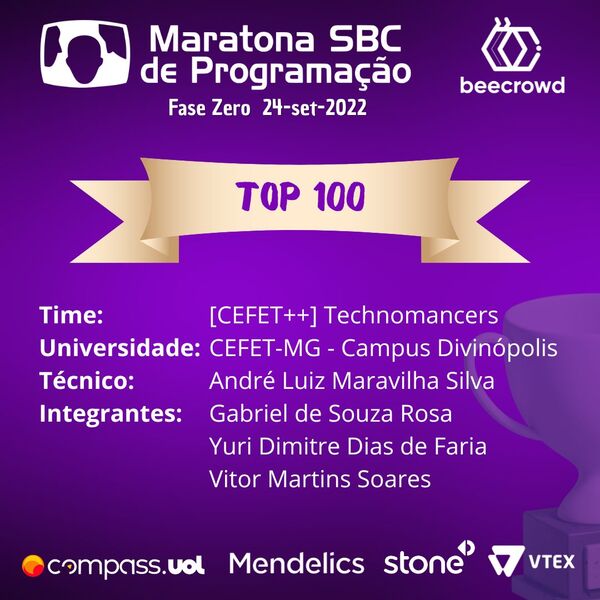 Maratona SBC
de Programação
beecrowd
Fase Zero 24-set-2022
TOP 100
Time: [CEFET++] Technomancers
Universidade: CEFET-MG - Campus Divinópolis
Técnico: André Luiz Maravilha Silva
Integrantes: Gabriel de Souza Rosa
Yuri Dimitre Dias de Faria
Vitor Martins Soares
compass.uol Mendelics stone VTEX